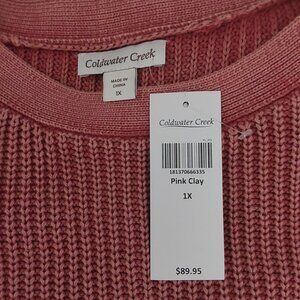 Coldwater Creek
MADE IN
CHINA
1X
Coldwater Creek
181370666335
Pink Clay
1X
$89.95